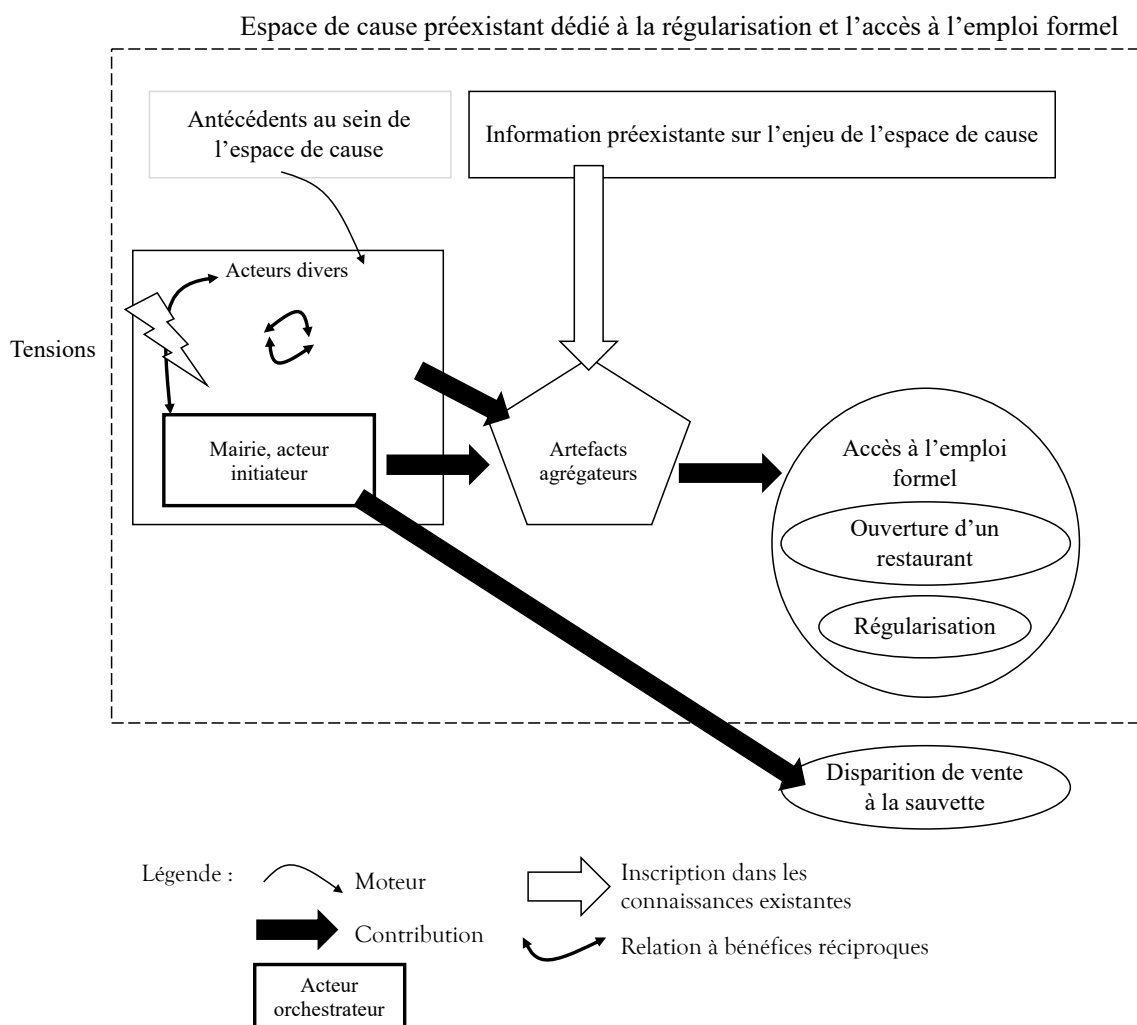 Espace de cause préexistant dédié à la régularisation et l’accès à l’emploi formel
Antécédents au sein de
l’espace de cause
Information préexistante sur l’enjeu de l’espace de cause
Acteurs divers
Tensions
Mairie, acteur
initiateur
Artefacts
agrégateurs
Accès à l’emploi
formel
Ouverture d’un
restaurant
Régularisation
Disparition de vente
à la sauvette
Légende :
Moteur
Inscription dans les
connaissances existantes
Contribution
Relation à bénéfices réciproques
Acteur
orchestrateur